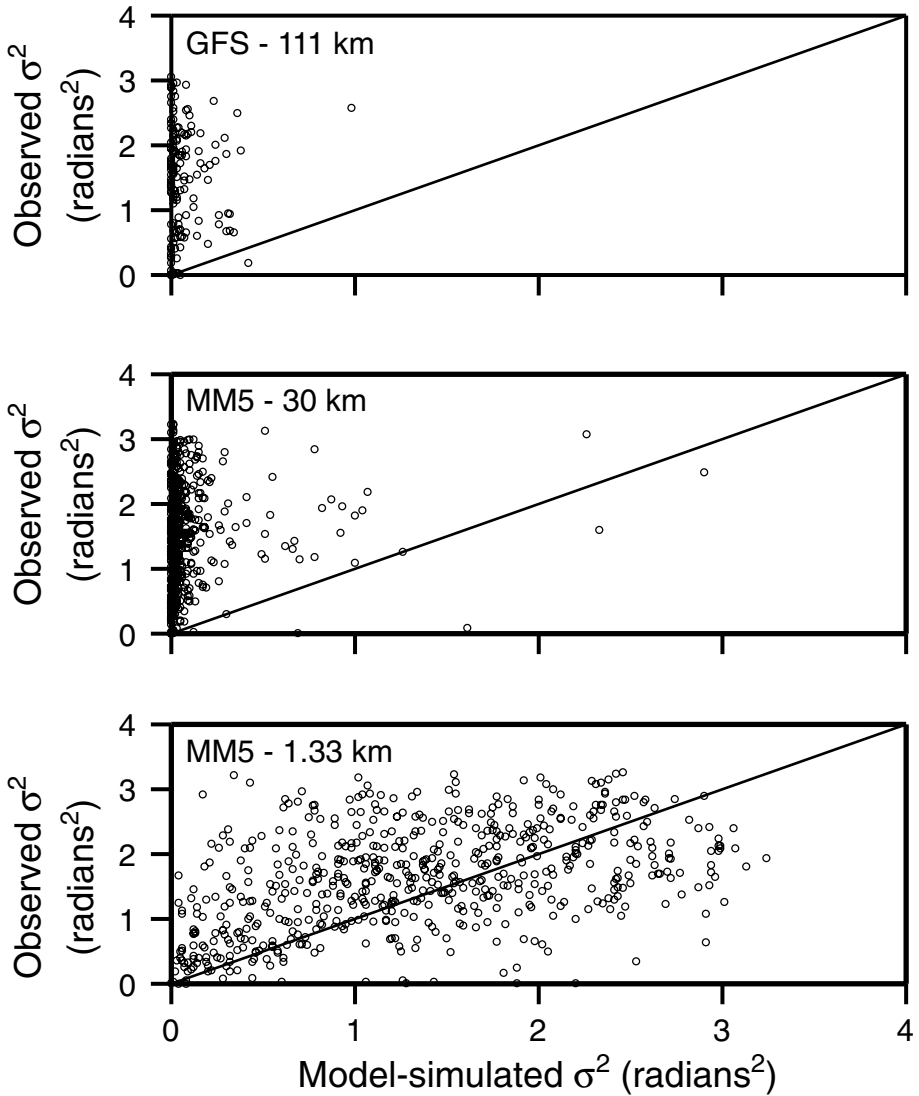 GFS - 111 km
4
3
2
1
0
Observed σ²
(radians²)
MM5 - 30 km
4
3
2
1
0
Observed σ²
(radians²)
MM5 - 1.33 km
4
3
2
1
0
Observed σ²
(radians²)
0 1 2 3 4
Model-simulated σ² (radians²)